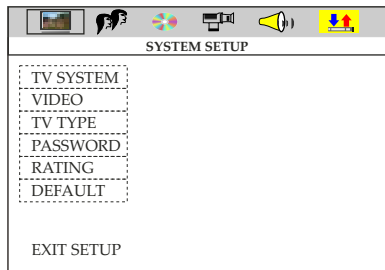 SYSTEM SETUP
TV SYSTEM
VIDEO
TV TYPE
PASSWORD
RATING
DEFAULT
EXIT SETUP